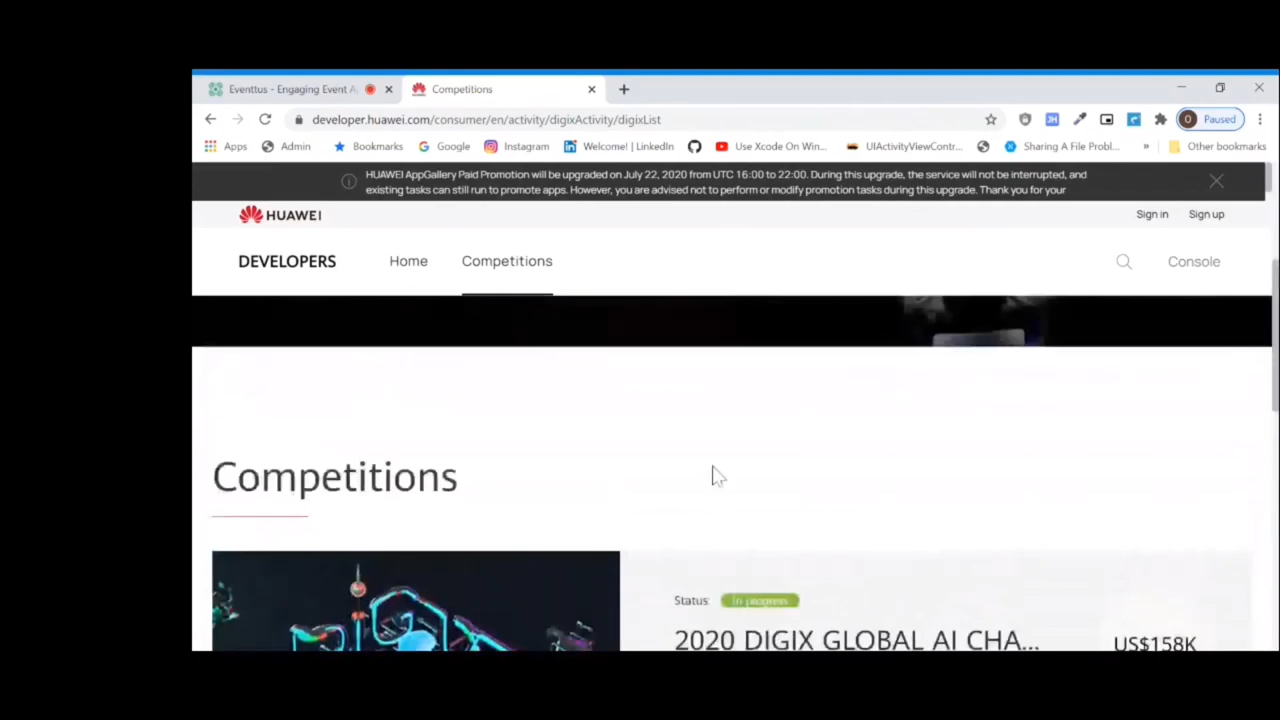 Eventtus - Engaging Event A
Competitions
developer.huawei.com/consumer/en/activity/digixActivity/digixList
O Paused
Apps Admin Bookmarks Google Instagram Welcome! | LinkedIn Use Xcode On Win... UIActivityViewContr... Sharing A File Probl... » Other bookmarks
HUAWEI AppGallery Paid Promotion will be upgraded on July 22, 2020 from UTC 16:00 to 22:00. During this upgrade, the service will not be interrupted, and
existing tasks can still run to promote apps. However, you are advised not to perform or modify promotion tasks during this upgrade. Thank you for your
HUAWEI Sign in Sign up
DEVELOPERS Home Competitions Console
Competitions
Status: In progress
2020 DIGIX GLOBAL AI CHA... US$158K